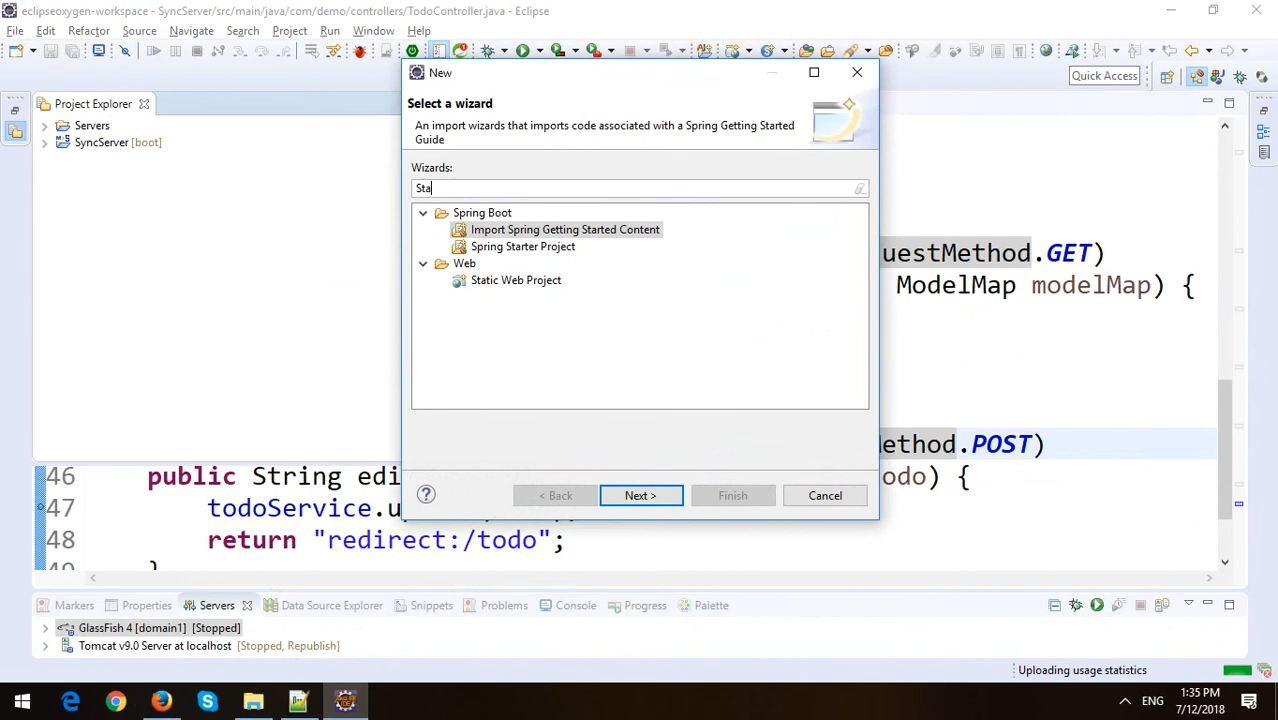 eclipseoxygen-workspace - SyncServer/src/main/java/com/demo/controllers/TodoController.java - Eclipse
File Edit Refactor Source Navigate Search Project Run Window Help
Quick Access
Project Explorer
Servers
SyncServer [boot]
New
Select a wizard
An import wizards that imports code associated with a Spring Getting Started
Guide
Wizards:
Sta
Spring Boot
Import Spring Getting Started Content
Spring Starter Project
Web
Static Web Project
< Back Next > Finish Cancel
uestMethod.GET)
ModelMap modelMap) {
ethod.POST)
46 public String edi odo) {
47 todoService.u
48 return "redirect:/todo";
49 }
Markers Properties Servers Data Source Explorer Snippets Problems Console Progress Palette
GlassFish 4 [domain1] [Stopped]
Tomcat v9.0 Server at localhost [Stopped, Republish]
Uploading usage statistics
ENG
1:35 PM
7/12/2018